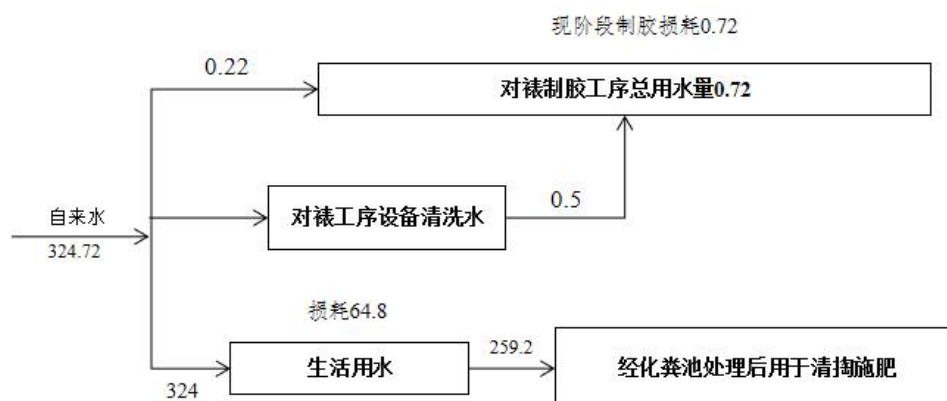 现阶段制胶损耗0.72
0.22
对裱制胶工序总用水量0.72
自来水
324.72
对裱工序设备清洗水
0.5
损耗64.8
生活用水
324
259.2
经化粪池处理后用于清掏施肥